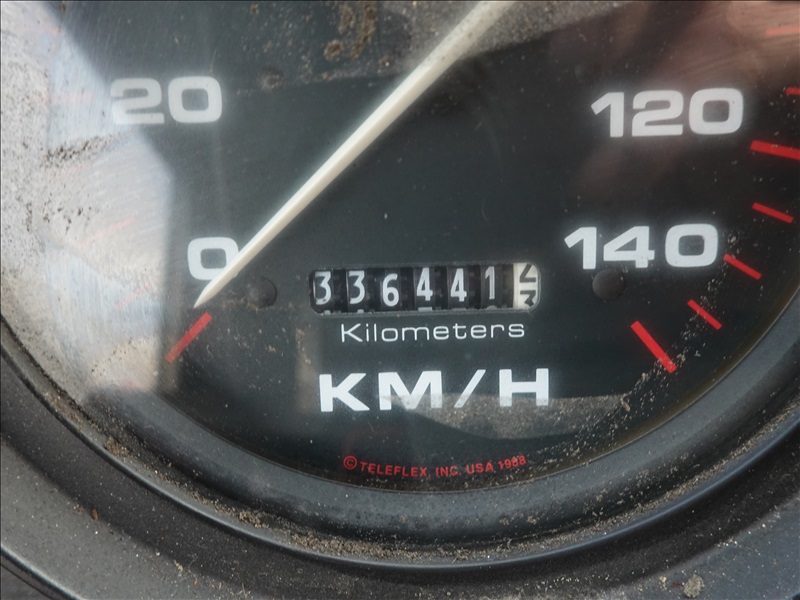 20
120
0
140
336441
Kilometers
KM/H
© TELEFLEX, INC. USA 1988